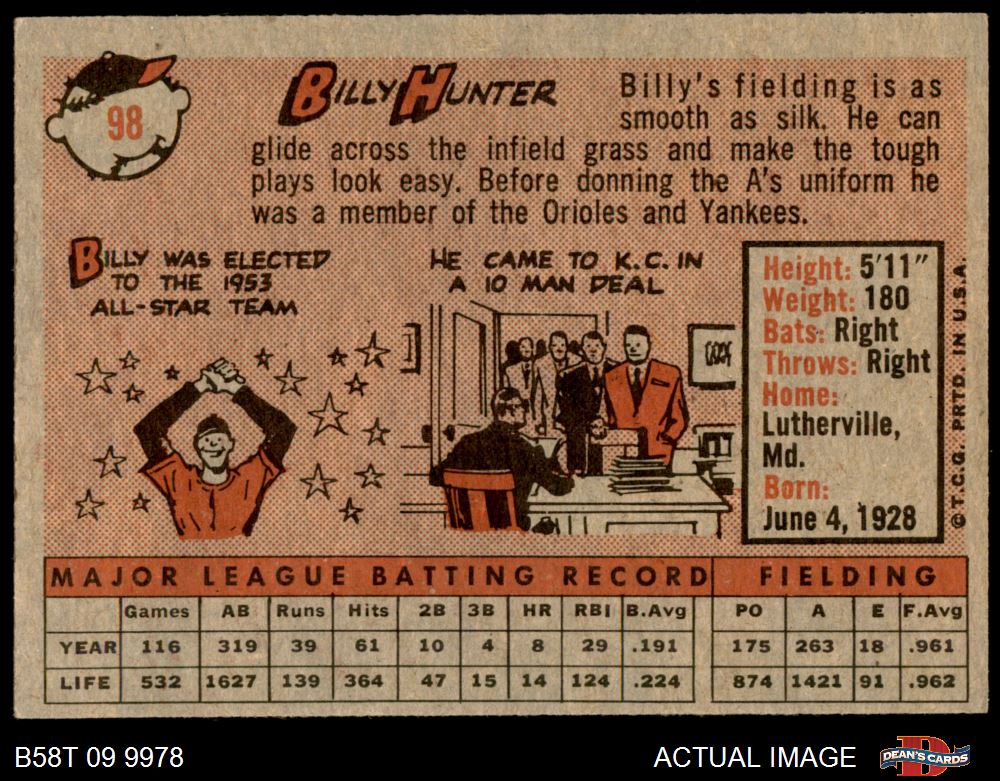 98
BILLY HUNTER
Billy's fielding is as
smooth as silk. He can
glide across the infield grass and make the tough
plays look easy. Before donning the A's uniform he
was a member of the Orioles and Yankees.
BILLY WAS ELECTED
TO THE 1953
ALL-STAR TEAM
HE CAME TO K.C. IN
A 10 MAN DEAL
Height: 5'11"
Weight: 180
Bats: Right
Throws: Right
Home:
Lutherville,
Md.
Born:
June 4, 1928
©T.C.G. PRTD. IN U.S.A.
MAJOR LEAGUE BATTING RECORD FIELDING
Games AB Runs Hits 2B 3B HR RBI B.Avg PO A E F.Avg
YEAR 116 319 39 61 10 4 8 29 .191 175 263 18 .961
LIFE 532 1627 139 364 47 15 14 124 .224 874 1421 91 .962
B58T 09 9978 ACTUAL IMAGE DEAN'S CARDS